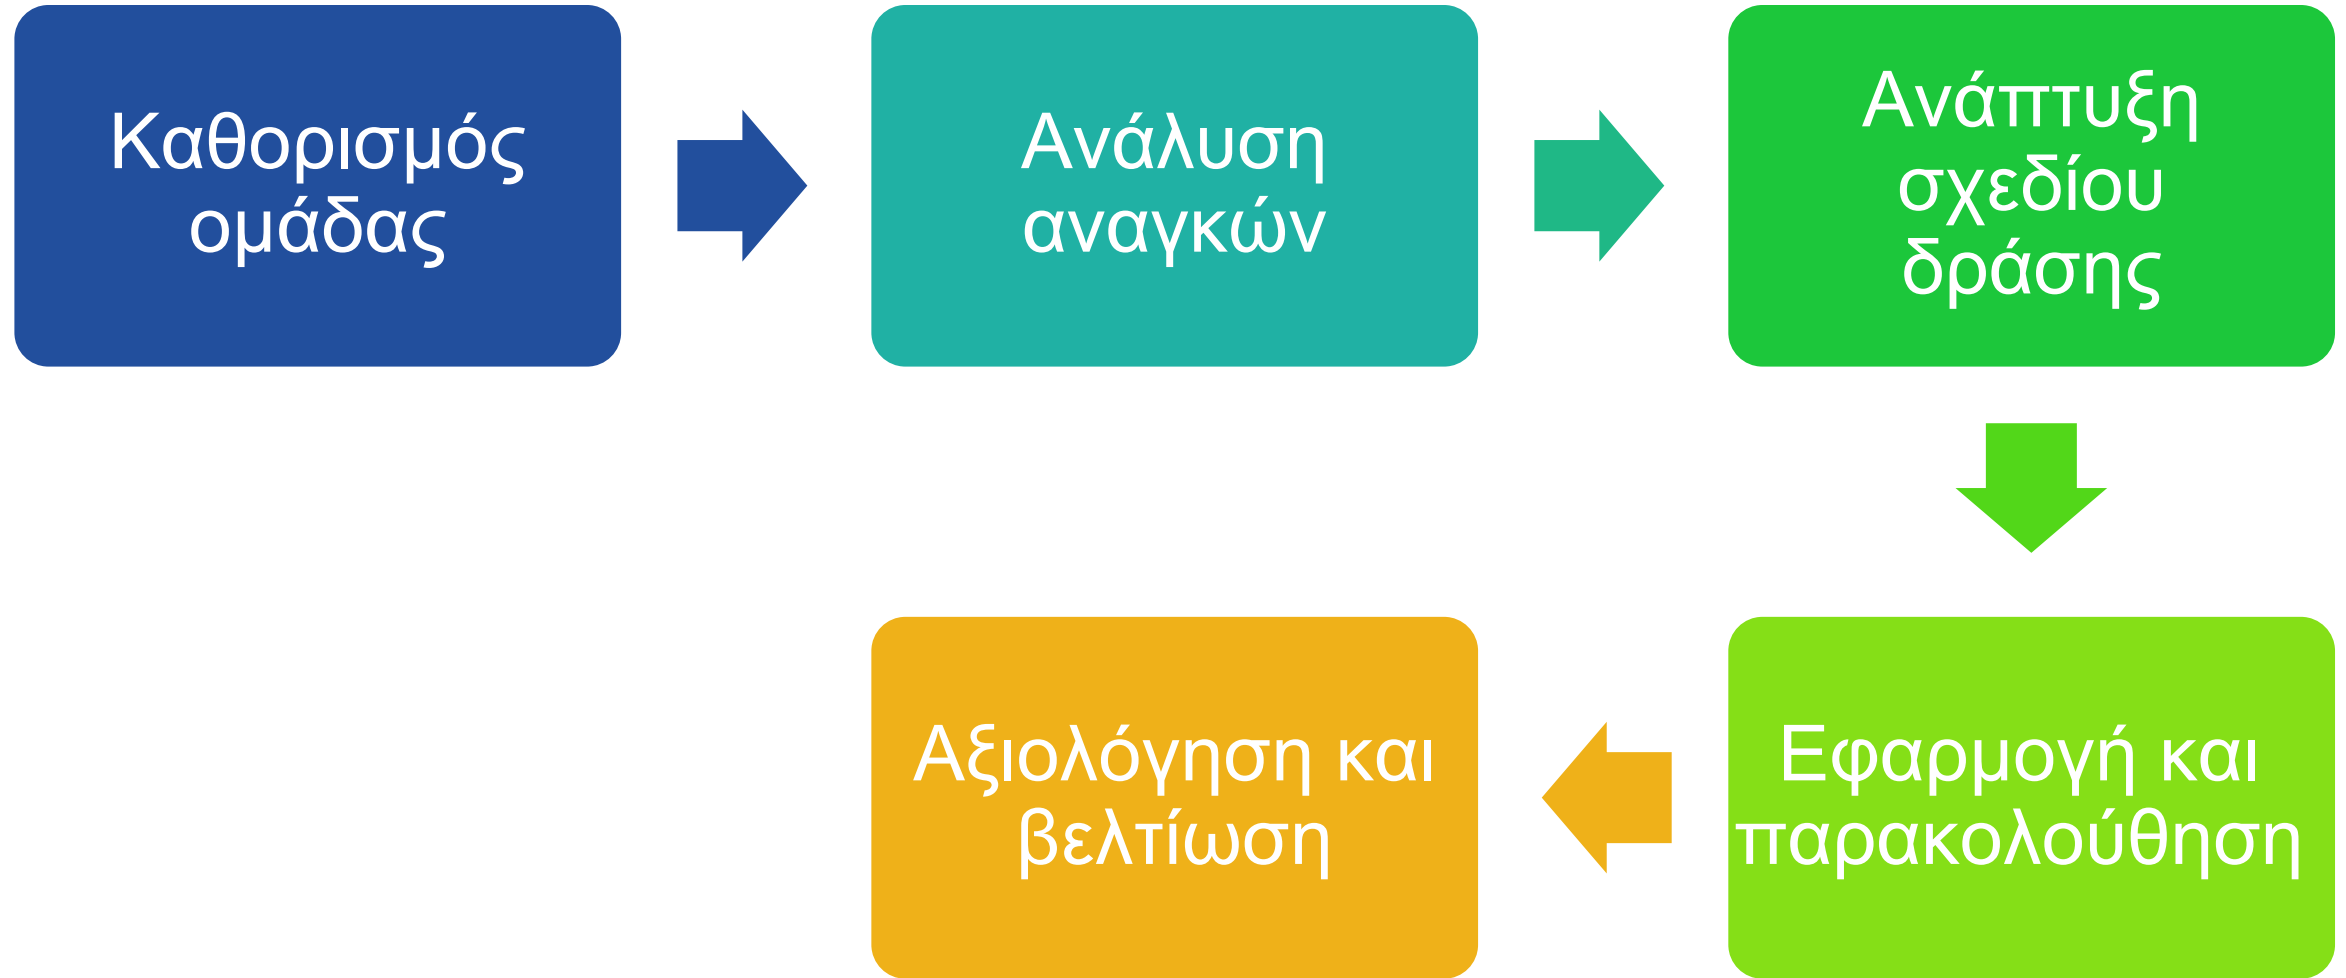 Καθορισμός
ομάδας
Ανάλυση
αναγκών
Ανάπτυξη
σχεδίου
δράσης
Εφαρμογή και
παρακολούθηση
Αξιολόγηση και
βελτίωση